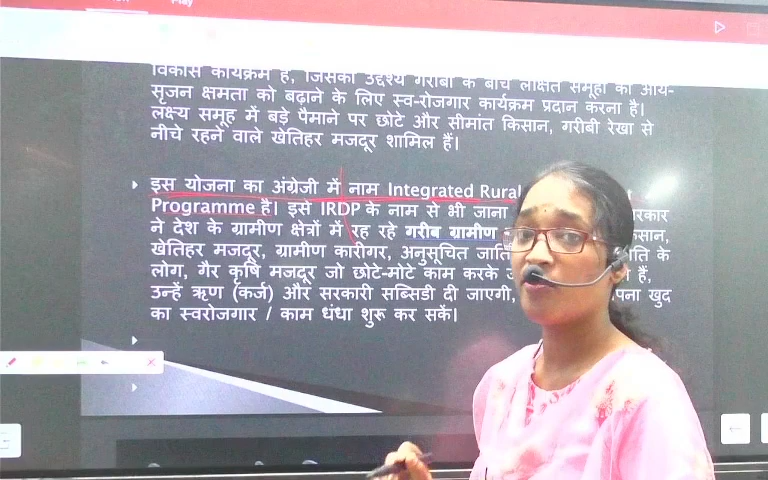 विकास कार्यक्रम है, जिसका उद्देश्य गरीबों के बीच लक्षित समूहों की आय-
सृजन क्षमता को बढ़ाने के लिए स्व-रोजगार कार्यक्रम प्रदान करना है।
लक्ष्य समूह में बड़े पैमाने पर छोटे और सीमांत किसान, गरीबी रेखा से
नीचे रहने वाले खेतिहर मजदूर शामिल हैं।
इस योजना का अंग्रेजी में नाम Integrated Rural
Programme है। इसे IRDP के नाम से भी जाना
ने देश के ग्रामीण क्षेत्रों में रह रहे गरीब ग्रामीण
खेतिहर मजदूर, ग्रामीण कारीगर, अनुसूचित के
लोग, गैर कृषि मजदूर जो छोटे-मोटे काम करके हैं,
उन्हें ऋण (कर्ज) और सरकारी सब्सिडी दी जाएगी, खुद
का स्वरोजगार / काम धंधा शुरू कर सकें।